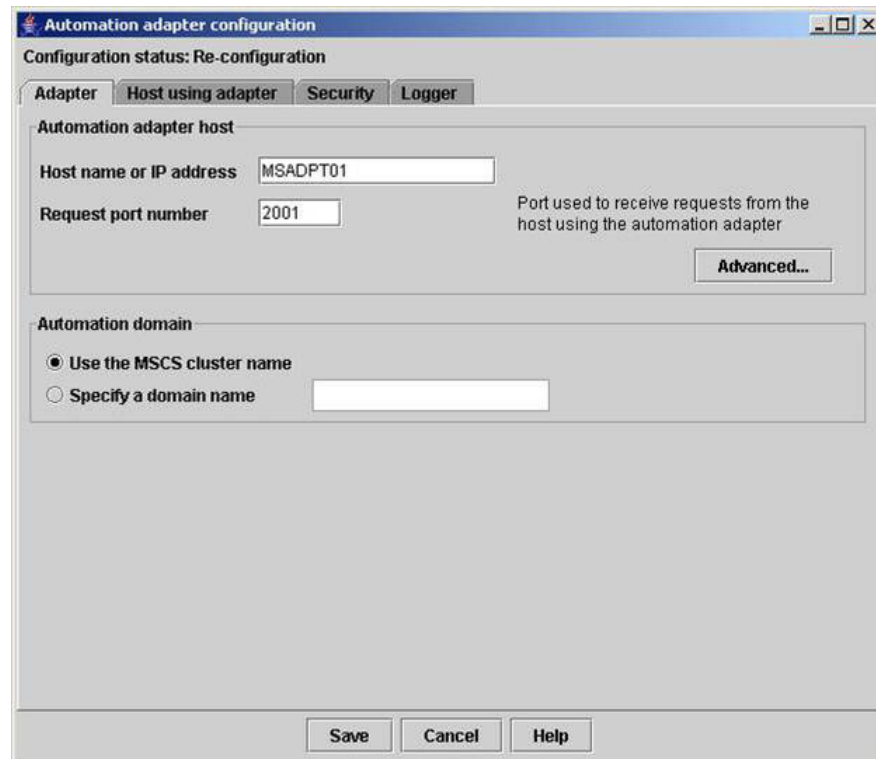 Automation adapter configuration
Configuration status: Re-configuration
Adapter Host using adapter Security Logger
Automation adapter host
Host name or IP address MSADPT01
Request port number 2001
Port used to receive requests from the
host using the automation adapter
Advanced...
Automation domain
Use the MSCS cluster name
Specify a domain name
Save Cancel Help